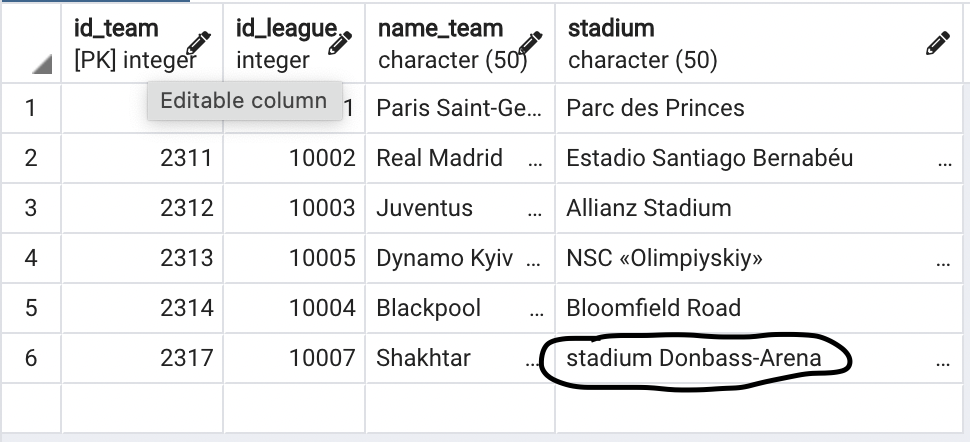 id_team id_league name_team stadium
[PK] integer integer character (50) character (50)
Editable column
1 1 Paris Saint-Ge... Parc des Princes
2 2311 10002 Real Madrid ... Estadio Santiago Bernabéu ...
3 2312 10003 Juventus ... Allianz Stadium
4 2313 10005 Dynamo Kyiv ... NSC «Olimpiyskiy» ...
5 2314 10004 Blackpool ... Bloomfield Road
6 2317 10007 Shakhtar ... stadium Donbass-Arena ...